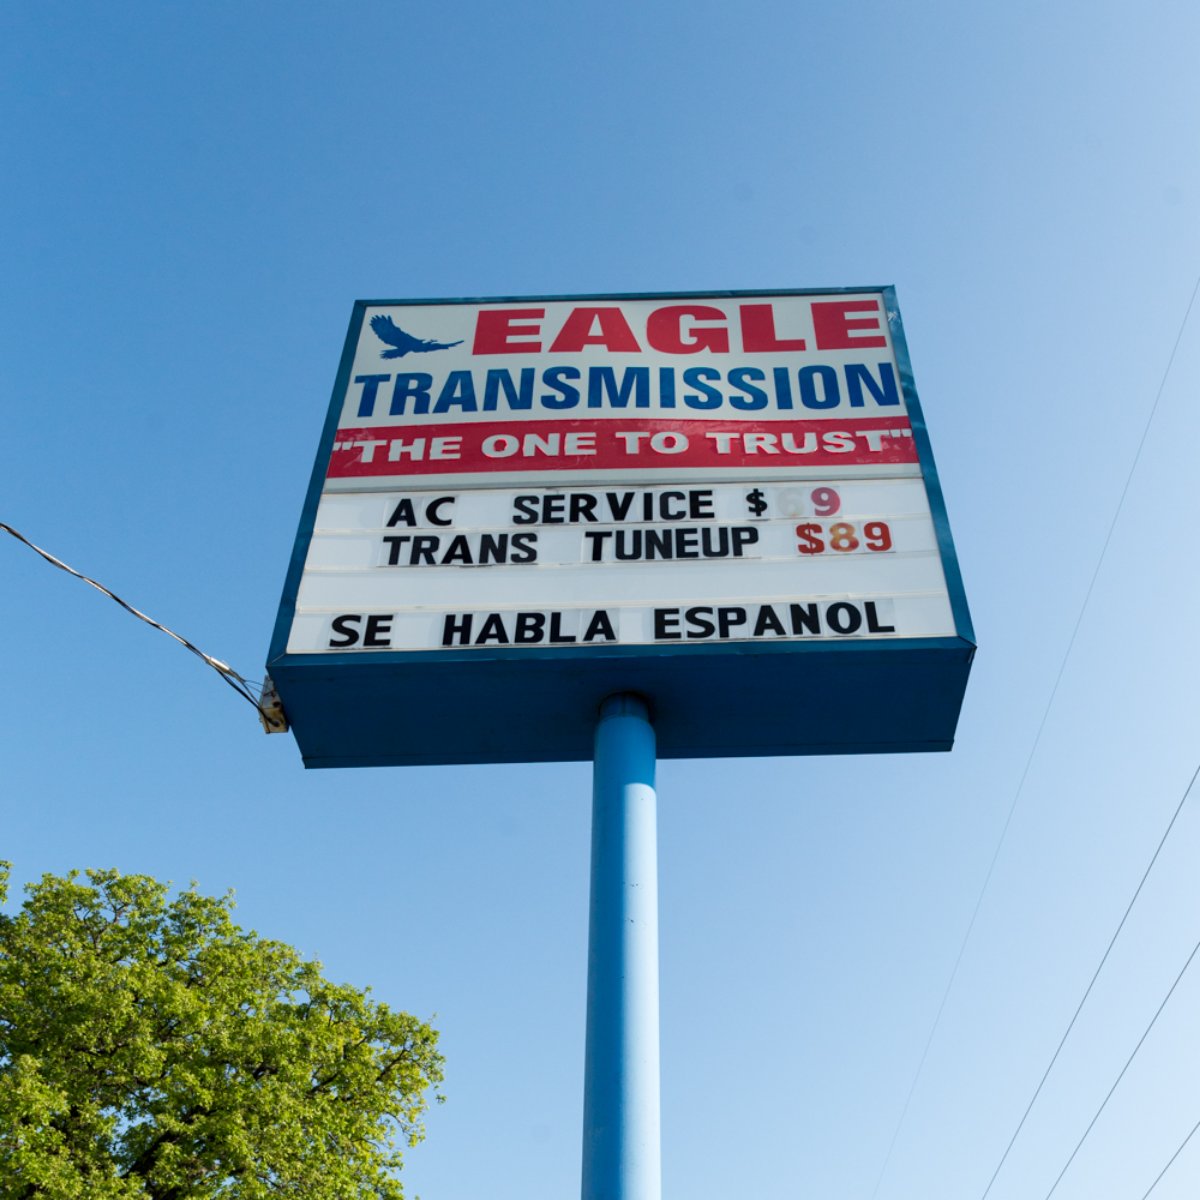 EAGLE
TRANSMISSION
"THE ONE TO TRUST"
AC SERVICE $69
TRANS TUNEUP $89
SE HABLA ESPANOL